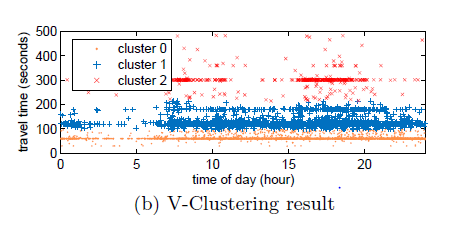 500
400
300
200
100
0
travel time (seconds)
cluster 0
cluster 1
cluster 2
0 5 10 15 20
time of day (hour)
(b) V-Clustering result